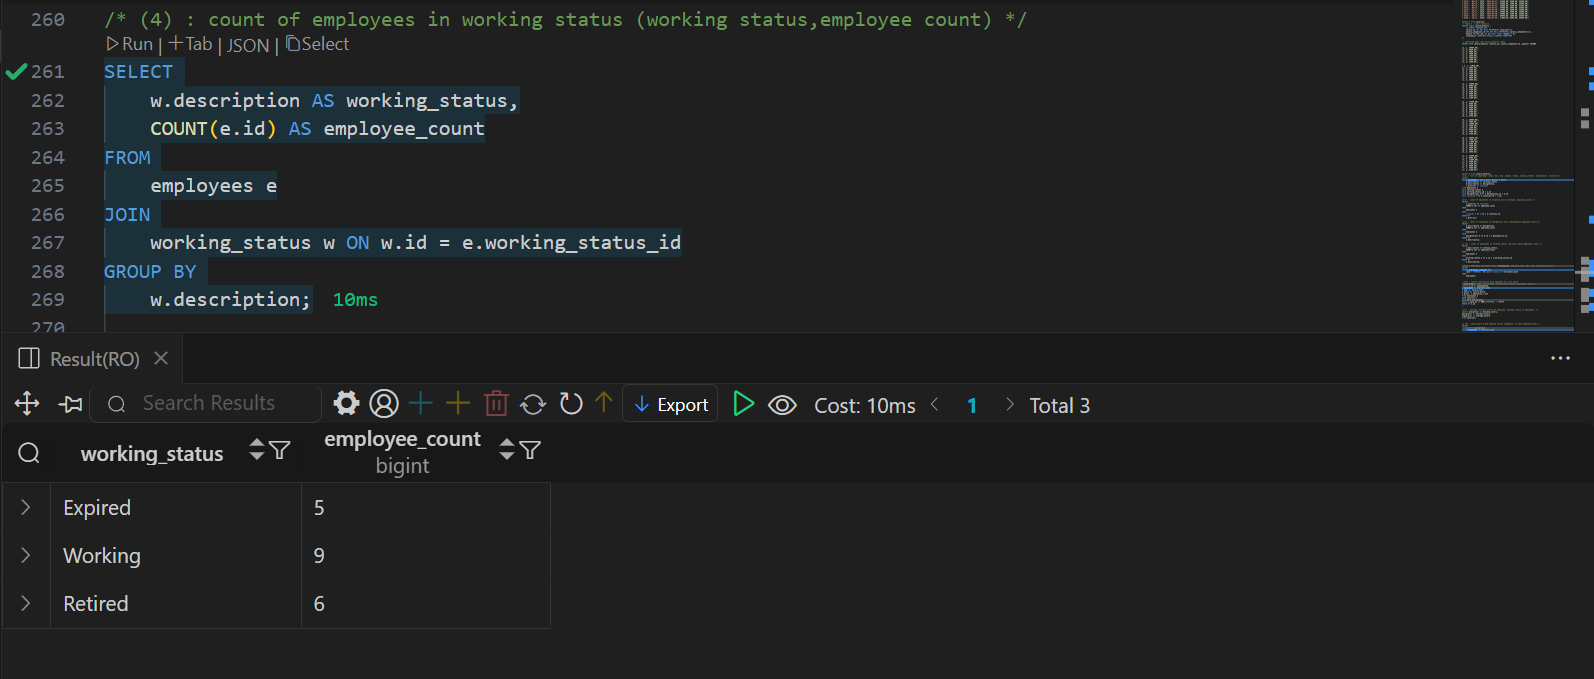 260 /* (4) : count of employees in working status (working status,employee count) */
Run | Tab | JSON | Select
261 SELECT
262 w.description AS working_status,
263 COUNT(e.id) AS employee_count
264 FROM
265 employees e
266 JOIN
267 working_status w ON w.id = e.working_status_id
268 GROUP BY
269 w.description; 10ms
270
Result(RO)
Search Results Export Cost: 10ms 1 Total 3
working_status employee_count
bigint
Expired 5
Working 9
Retired 6